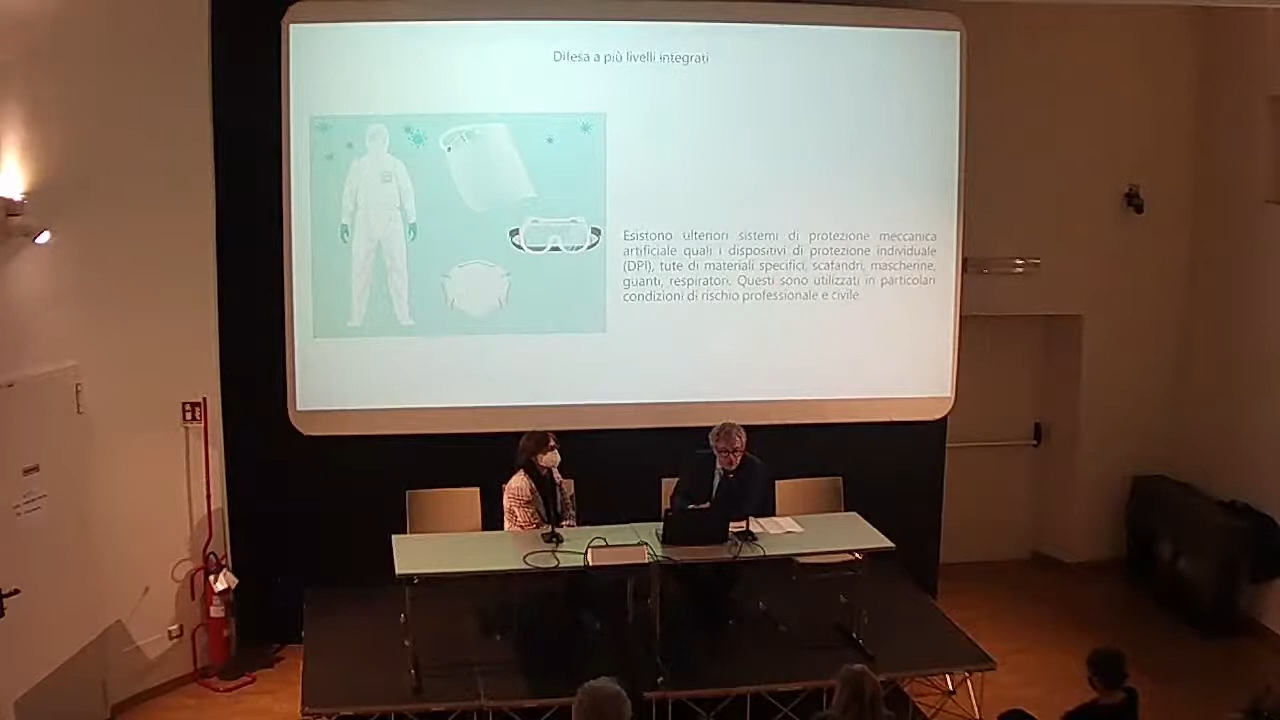 Difesa a più livelli integrati
Esistono ulteriori sistemi di protezione meccanica
artificiale quali i dispositivi di protezione individuale
(DPI), tute di materiali specifici, scafandri, mascherine,
guanti, respiratori. Questi sono utilizzati in particolari
condizioni di rischio professionale e civile